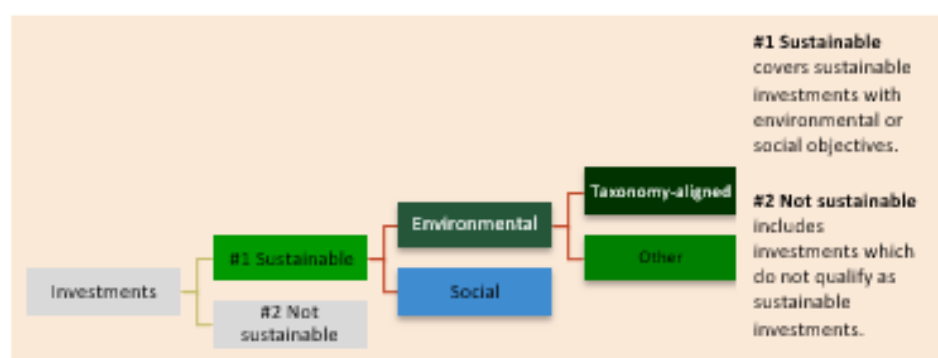 #1 Sustainable
covers sustainable
investments with
environmental or
social objectives.
Taxonomy-aligned
#2 Not sustainable
Environmental
includes
investments which
#1 Sustainable
Other
do not qualify as
Investments
Social
sustainable
#2 Not
sustainable
investments.